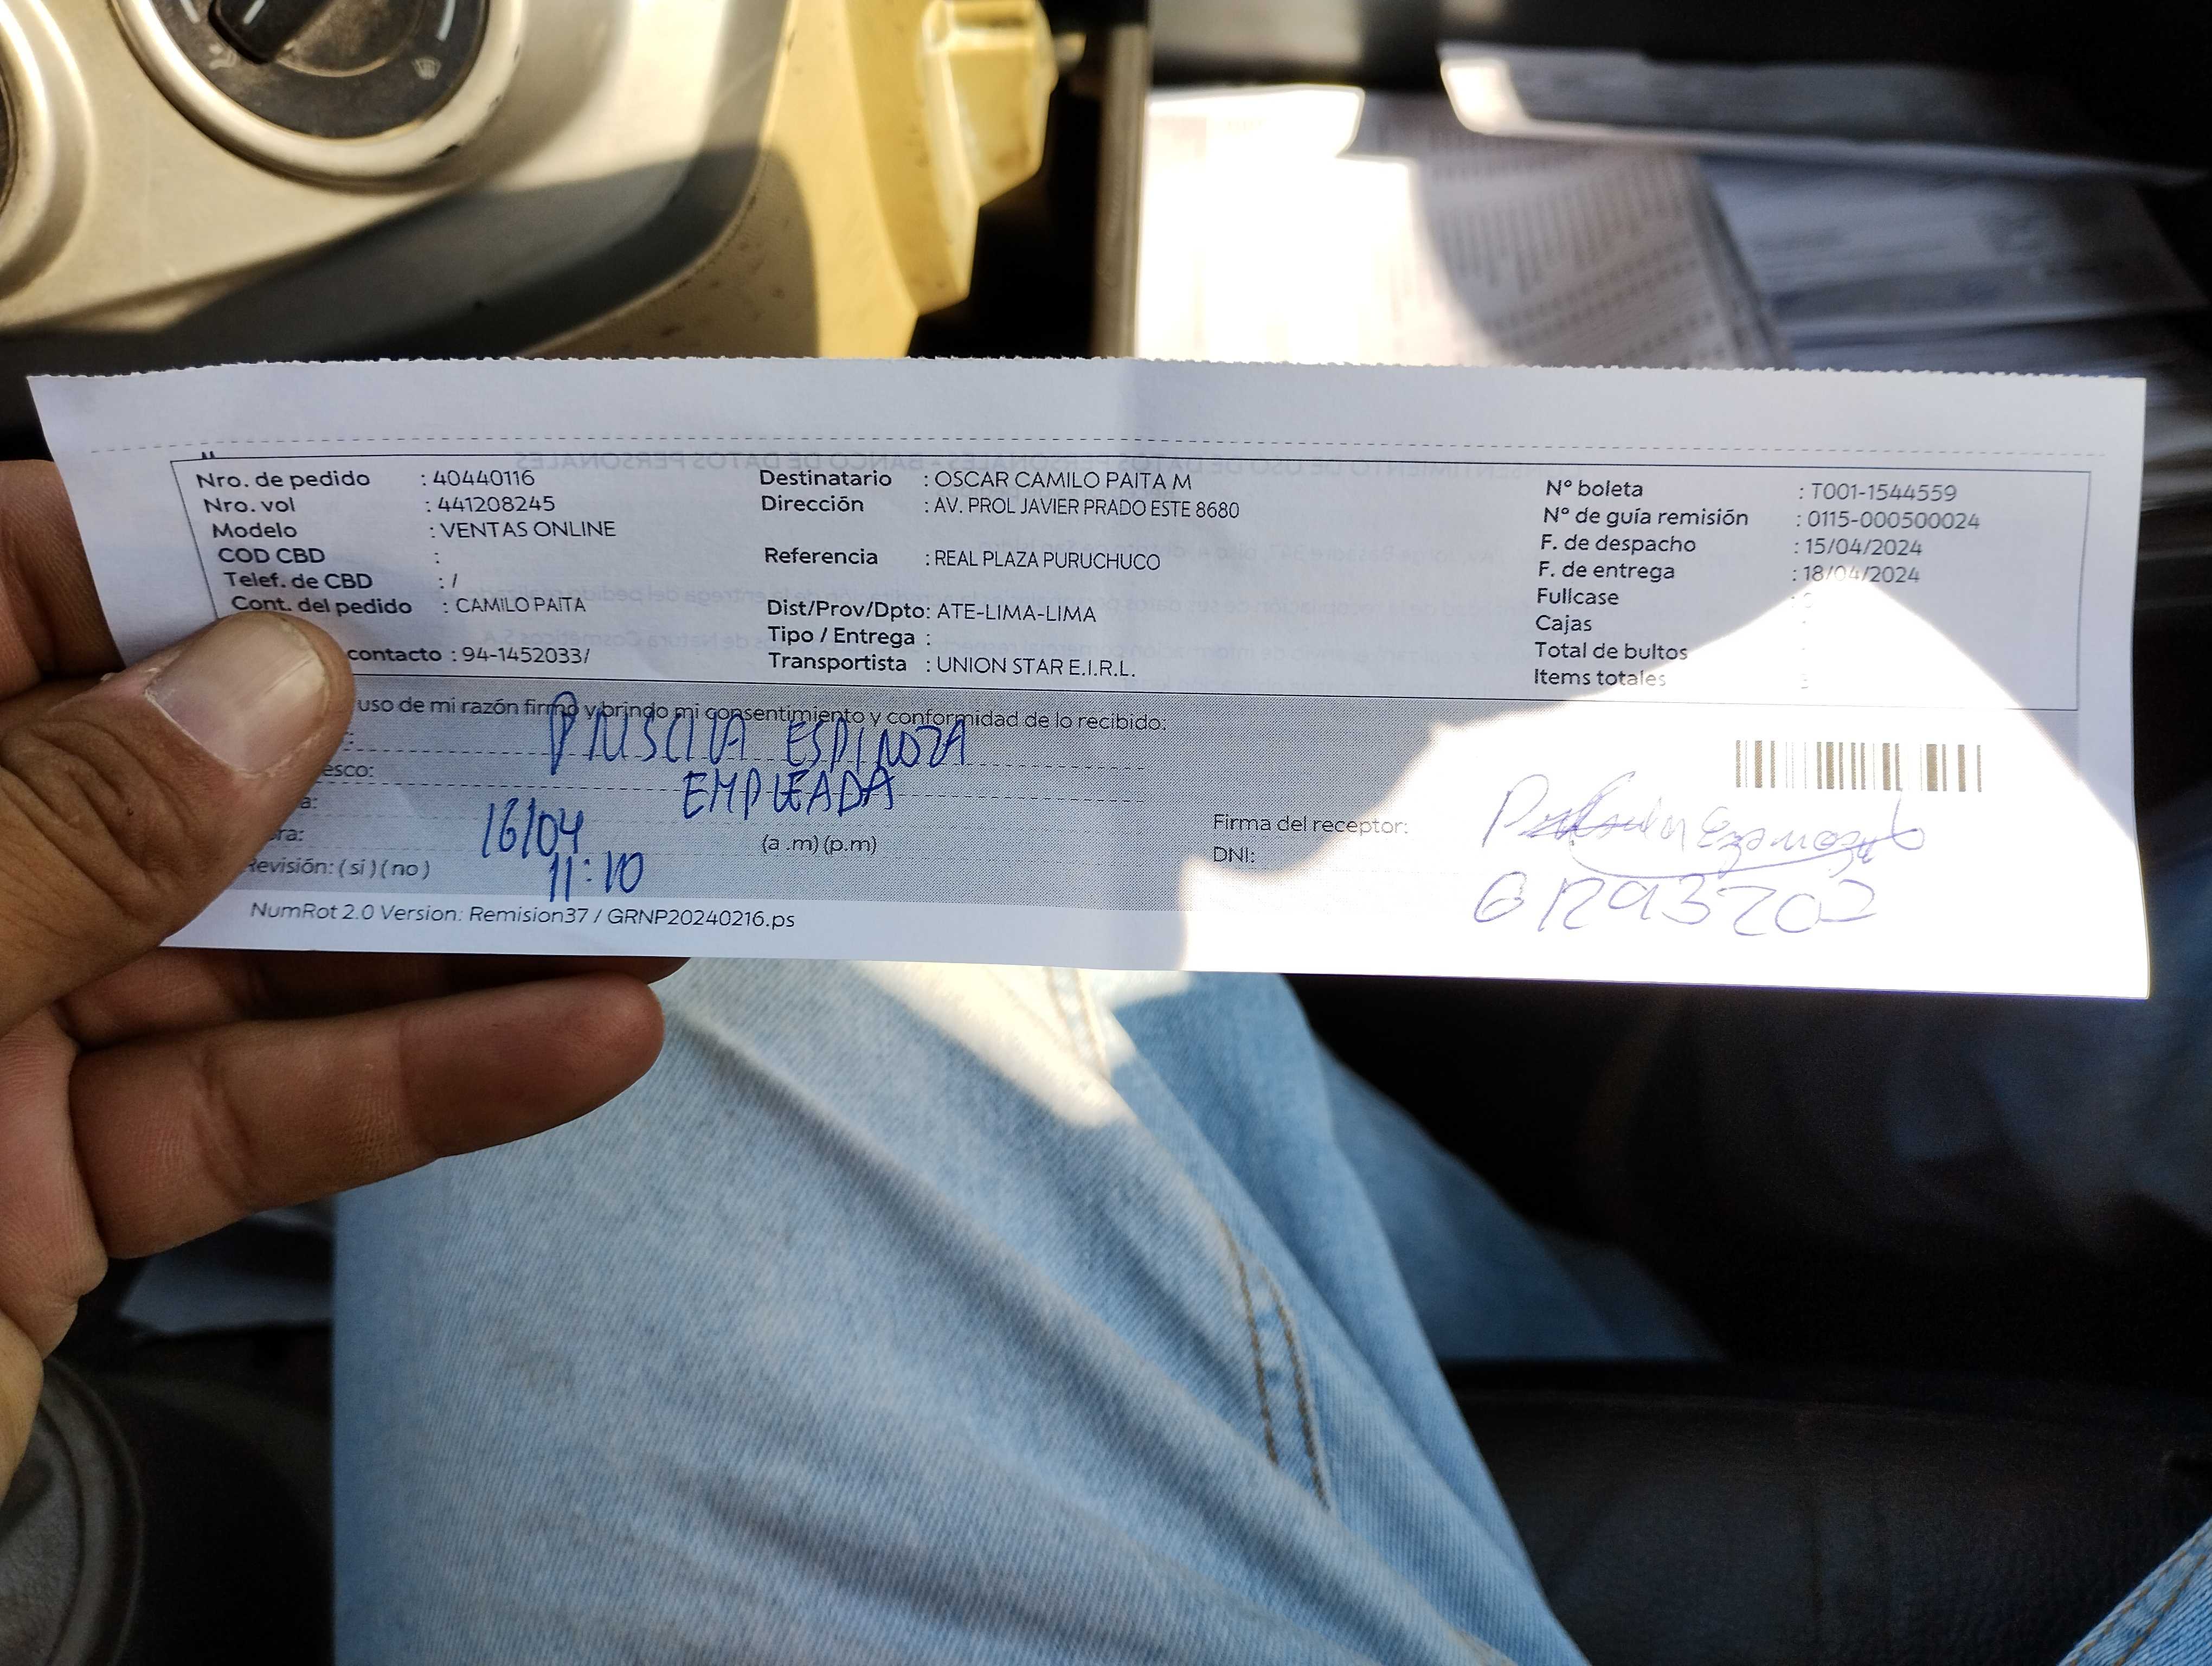 Nro. de pedido : 40440116
Nro. vol : 441208245
Modelo : VENTAS ONLINE
COD CBD :
Telef. de CBD : /
Cont. del pedido : CAMILO PAITA
contacto : 94-1452033/
Destinatario : OSCAR CAMILO PAITA M
Dirección : AV. PROL JAVIER PRADO ESTE 8680
Referencia : REAL PLAZA PURUCHUCO
Dist/Prov/Dpto: ATE-LIMA-LIMA
Tipo / Entrega :
Transportista : UNION STAR E.I.R.L.
N° boleta : T001-1544559
N° de guía remisión : 0115-000500024
F. de despacho : 15/04/2024
F. de entrega : 18/04/2024
Fullcase :
Cajas :
Total de bultos :
Items totales :
uso de mi razón firmo y brindo mi consentimiento y conformidad de lo recibido:
PRISCILA ESPINOZA
esco: EMPLEADA
a: 16/04
ra: 11:10 (a .m) (p.m)
Revisión: ( si ) ( no )
Firma del receptor:
DNI:
NumRot 2.0 Version: Remision37 / GRNP20240216.ps